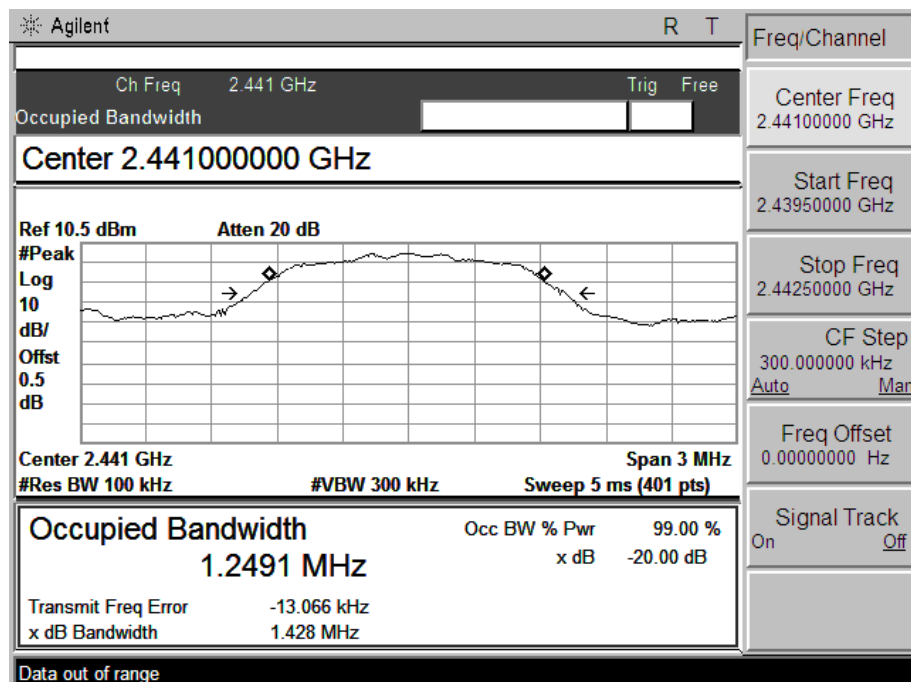 Agilent R T
Freq/Channel
Ch Freq 2.441 GHz Trig Free
Occupied Bandwidth
Center 2.441000000 GHz
Ref 10.5 dBm Atten 20 dB
#Peak
Log
10
dB/
Offst
0.5
dB
Center 2.441 GHz Span 3 MHz
#Res BW 100 kHz #VBW 300 kHz Sweep 5 ms (401 pts)
Occupied Bandwidth
1.2491 MHz
Occ BW % Pwr 99.00 %
x dB -20.00 dB
Transmit Freq Error -13.066 kHz
x dB Bandwidth 1.428 MHz
Data out of range
Center Freq
2.44100000 GHz
Start Freq
2.43950000 GHz
Stop Freq
2.44250000 GHz
CF Step
300.000000 kHz
Auto Man
Freq Offset
0.00000000 Hz
Signal Track
On Off